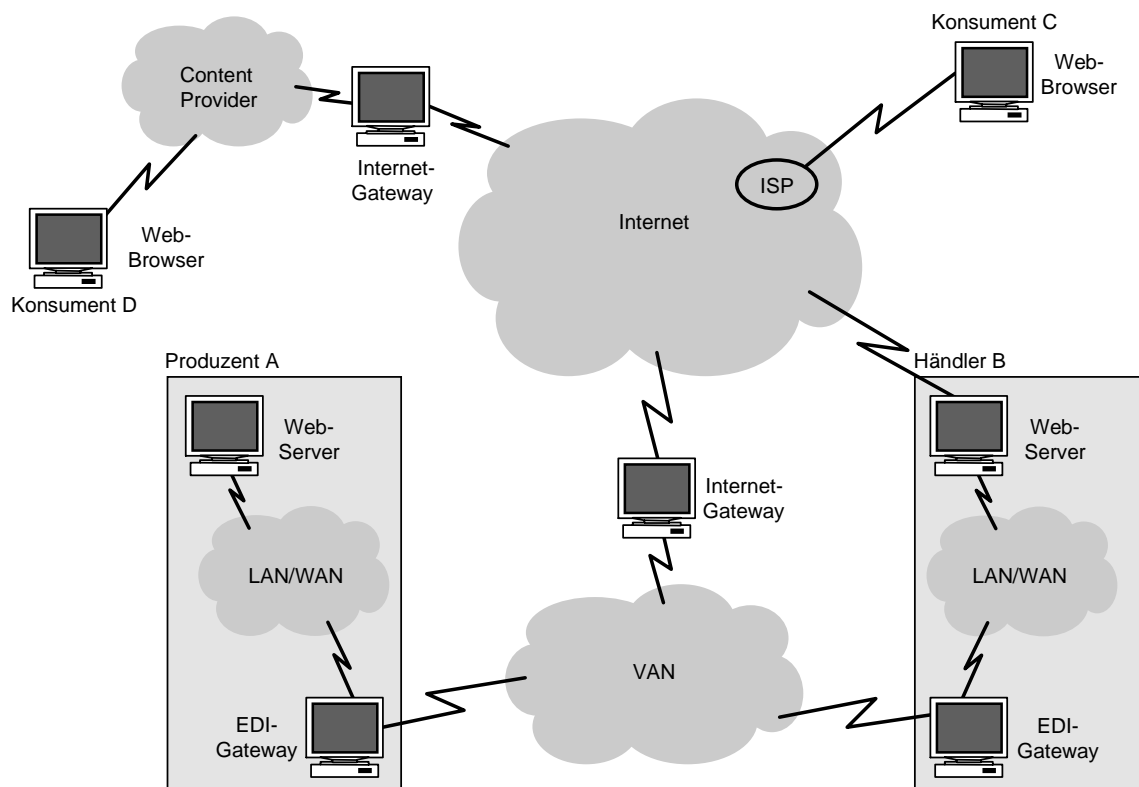 Konsument C
Web-
Browser
Content
Provider
Internet-
Gateway
ISP
Internet
Web-
Browser
Konsument D
Produzent A
Händler B
Web-
Server
Web-
Server
Internet-
Gateway
LAN/WAN
LAN/WAN
VAN
EDI-
Gateway
EDI-
Gateway